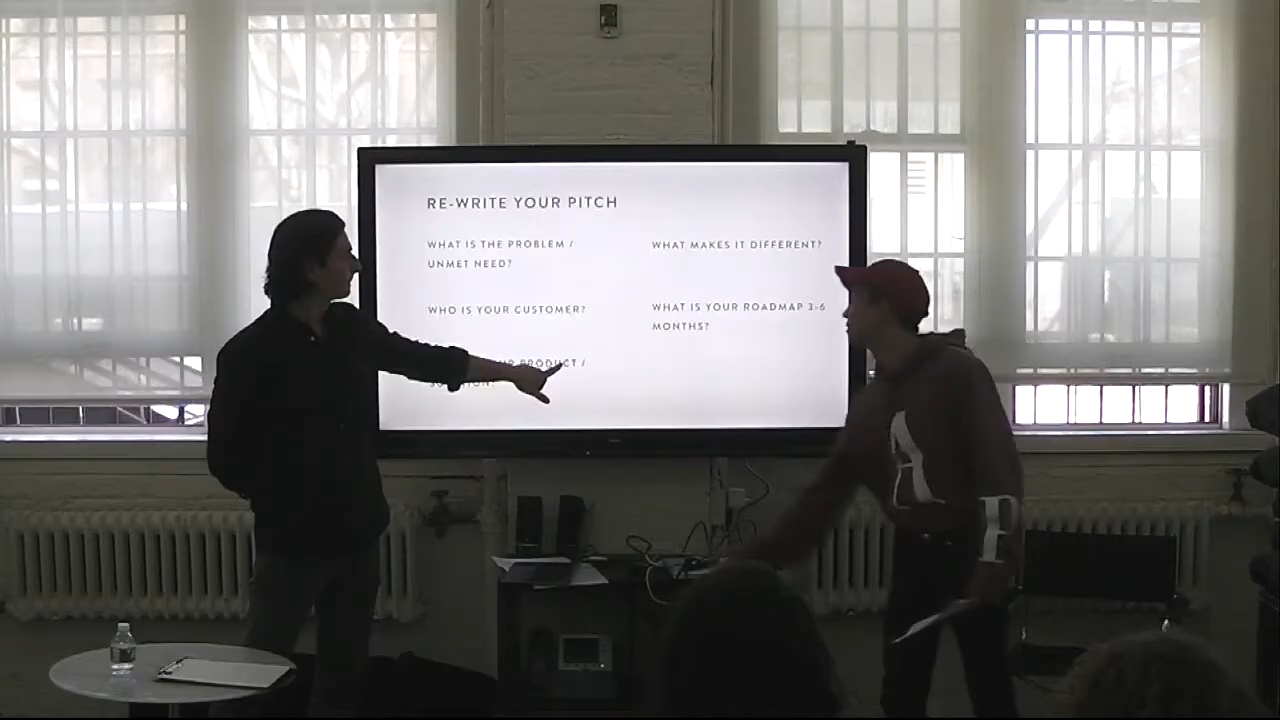 RE-WRITE YOUR PITCH
WHAT IS THE PROBLEM /
UNMET NEED?
WHO IS YOUR CUSTOMER?
PRODUCT /
WHAT MAKES IT DIFFERENT?
WHAT IS YOUR ROADMAP 3-6
MONTHS?